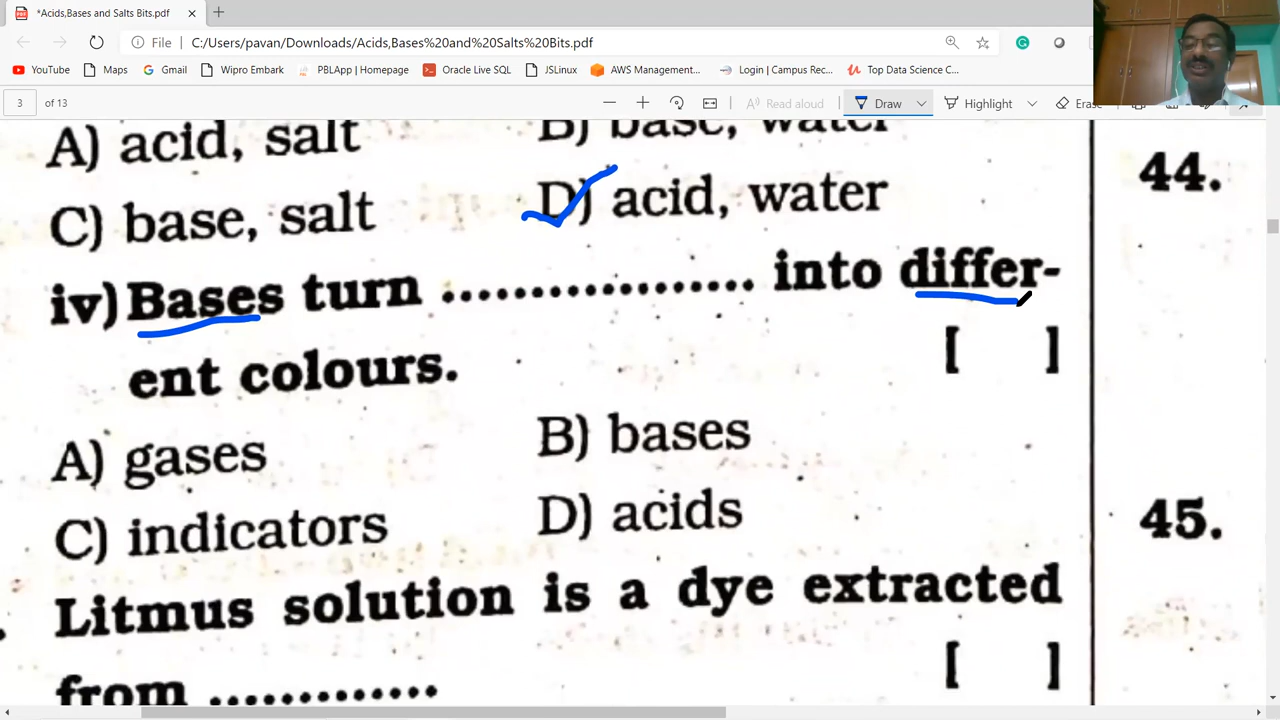 *Acids,Bases and Salts Bits.pdf
File C:/Users/pavan/Downloads/Acids,Bases%20and%20Salts%20Bits.pdf
YouTube Maps Gmail Wipro Embark PBLApp | Homepage Oracle Live SQL JSLinux AWS Management... Login | Campus Rec... Top Data Science C...
3 of 13 Read aloud Draw Highlight Erase
A) acid, salt B) base, water
C) base, salt D) acid, water
44.
iv) Bases turn .................. into differ-
ent colours. [ ]
A) gases B) bases
C) indicators D) acids
45.
Litmus solution is a dye extracted
from ............. [ ]